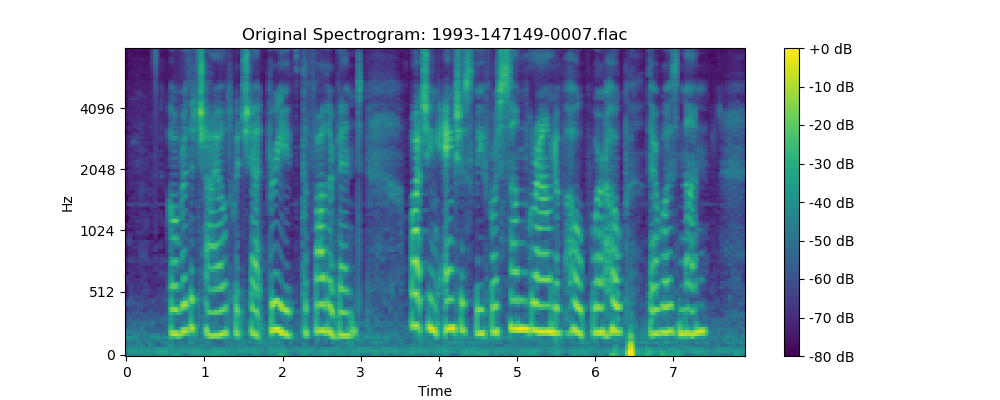 Original Spectrogram: 1993-147149-0007.flac
Hz
4096
2048
1024
512
0
0 1 2 3 4 5 6 7
Time
+0 dB
-10 dB
-20 dB
-30 dB
-40 dB
-50 dB
-60 dB
-70 dB
-80 dB